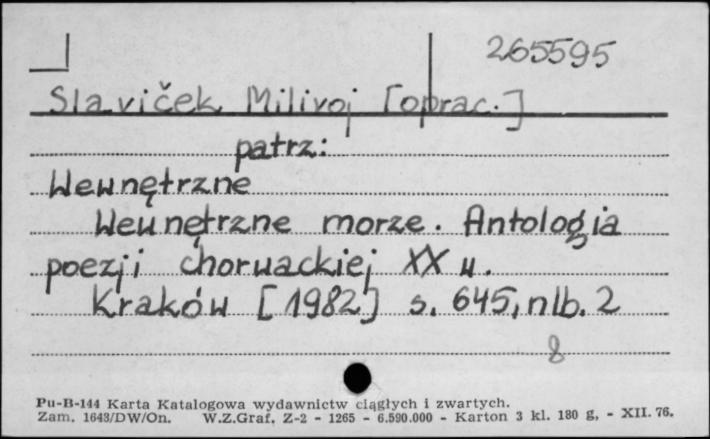 265595
Slaviček Milivoj [oprac.]
patrz:
Wewnętrzne
Wewnętrzne morze. Antologia
poezji chorwackiej XX w.
Kraków [1982] s. 645, nlb. 2
8
Pu-B-144 Karta Katalogowa wydawnictw ciągłych i zwartych.
Zam. 1643/DW/On. W.Z.Graf. Z-2 - 1265 - 6.590.000 - Karton 3 kl. 180 g, - XII. 76.